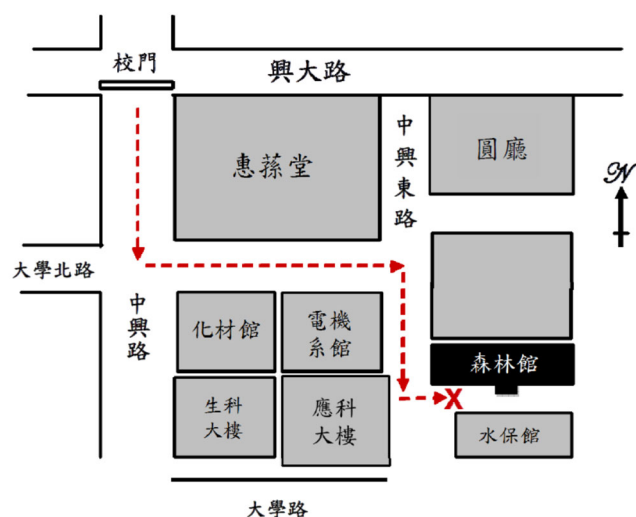 校門
興大路
惠蓀堂
中興東路
圓廳
N
大學北路
中興路
化材館
電機
系館
森林館
X
生科
大樓
應科
大樓
水保館
大學路